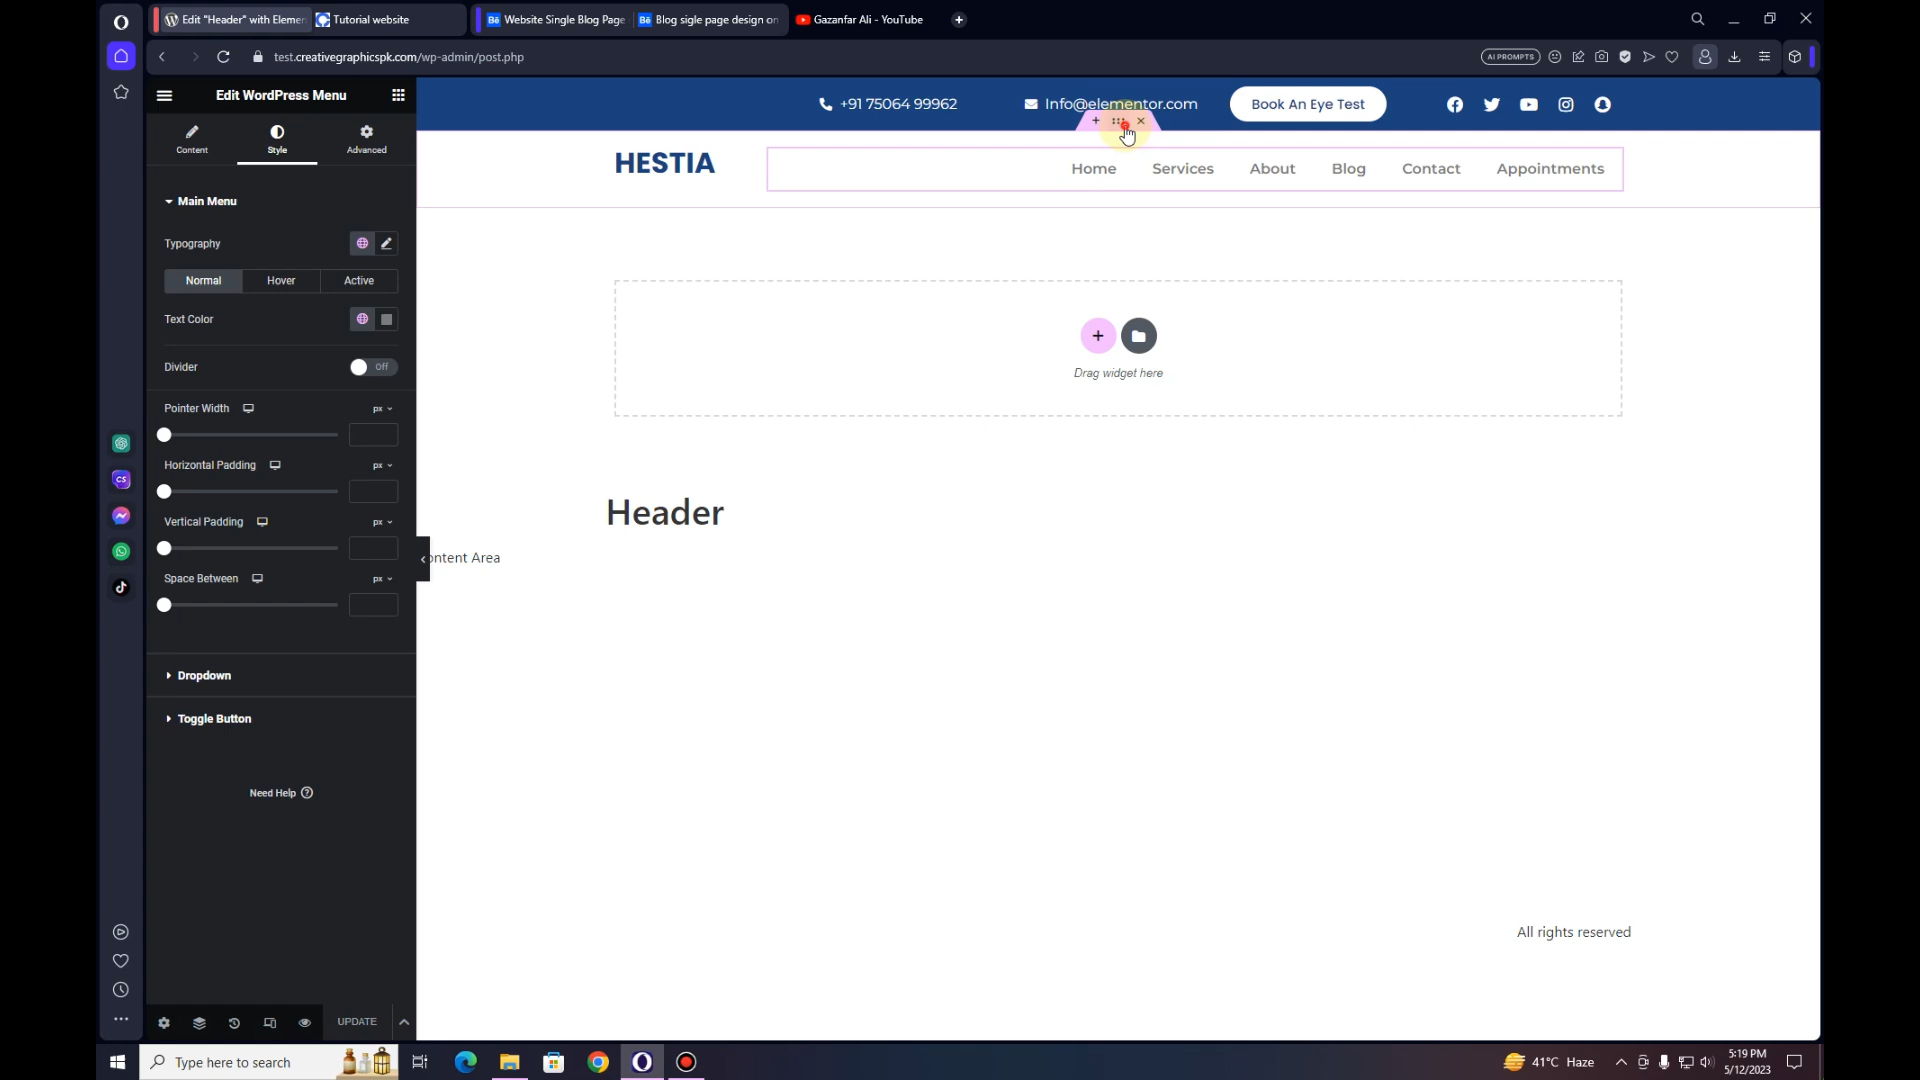 Edit "Header" with Elemen
Tutorial website
Bē Website Single Blog Page
Bē Blog sigle page design on
Gazanfar Ali - YouTube
test.creativegraphicspk.com/wp-admin/post.php
AI PROMPTS
Edit WordPress Menu
Content
Style
Advanced
+91 75064 99962
Info@elementor.com
Book An Eye Test
HESTIA
Home
Services
About
Blog
Contact
Appointments
Main Menu
Typography
Normal
Hover
Active
Text Color
Divider
Off
Pointer Width
px
Horizontal Padding
px
Vertical Padding
px
Space Between
px
Dropdown
Toggle Button
Need Help
Drag widget here
Header
ontent Area
All rights reserved
CS
UPDATE
Type here to search
41°C Haze
5:19 PM
5/12/2023